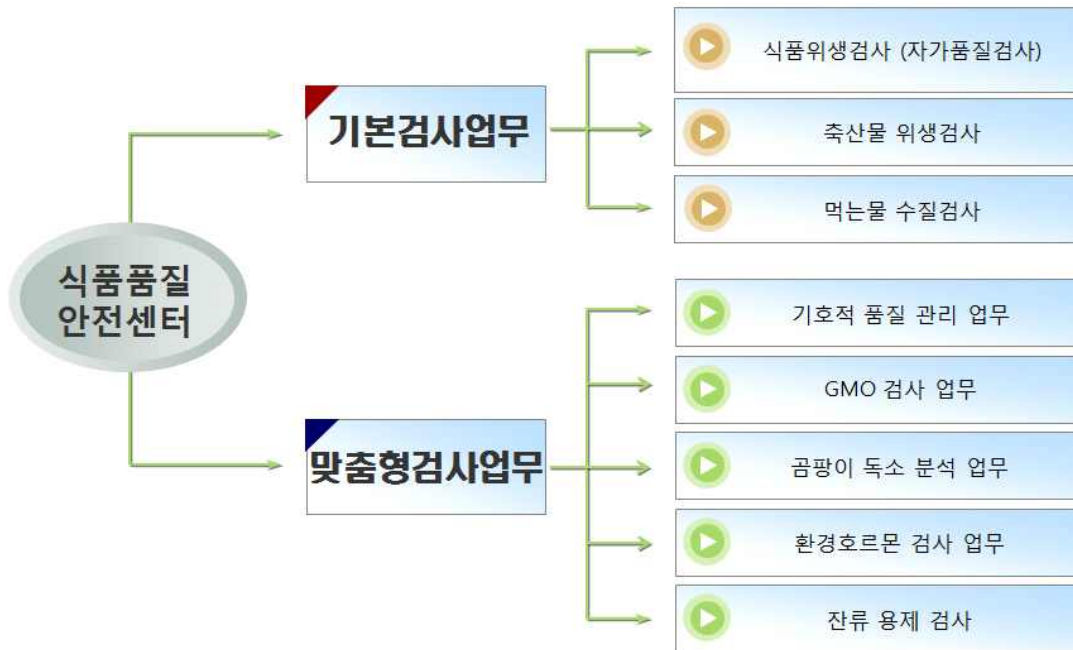 식품품질
안전센터
기본검사업무
식품위생검사 (자가품질검사)
축산물 위생검사
먹는물 수질검사
맞춤형검사업무
기호적 품질 관리 업무
GMO 검사 업무
곰팡이 독소 분석 업무
환경호르몬 검사 업무
잔류 용제 검사